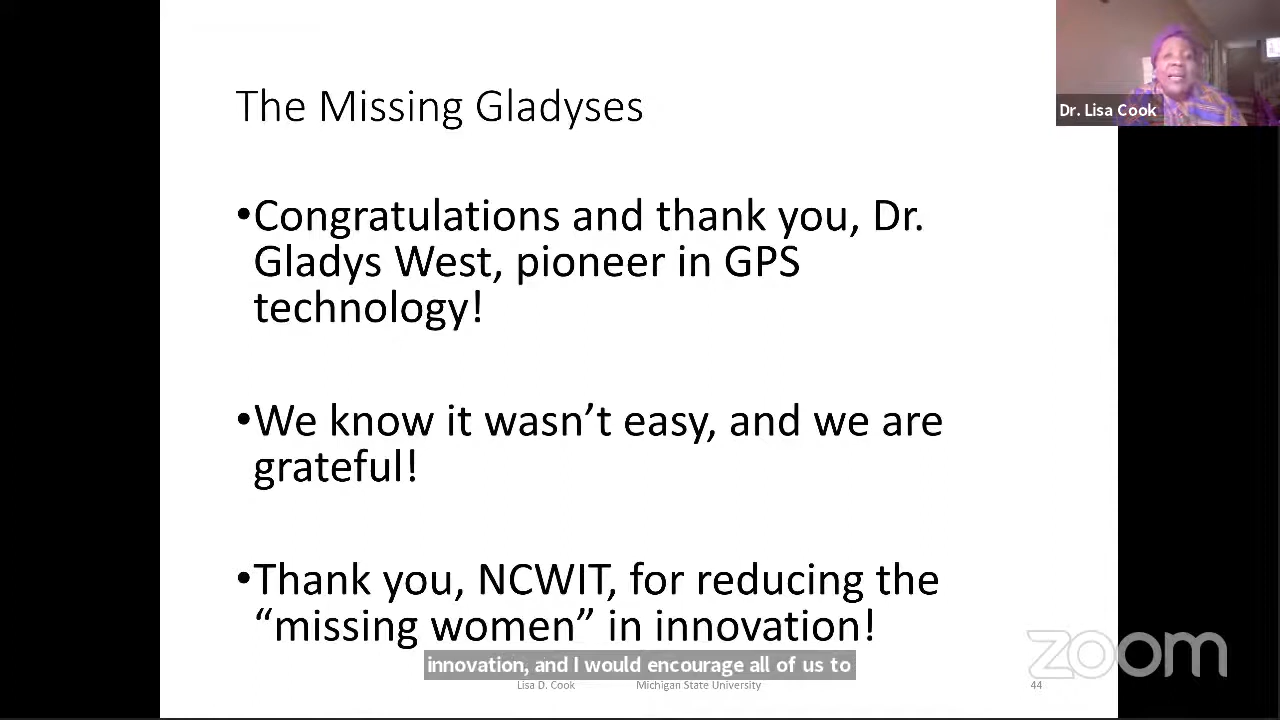 The Missing Gladyses
Dr. Lisa Cook
•Congratulations and thank you, Dr.
Gladys West, pioneer in GPS
technology!
•We know it wasn’t easy, and we are
grateful!
•Thank you, NCWIT, for reducing the
“missing women” in innovation!
innovation, and I would encourage all of us to
zoom
Lisa D. Cook Michigan State University 44